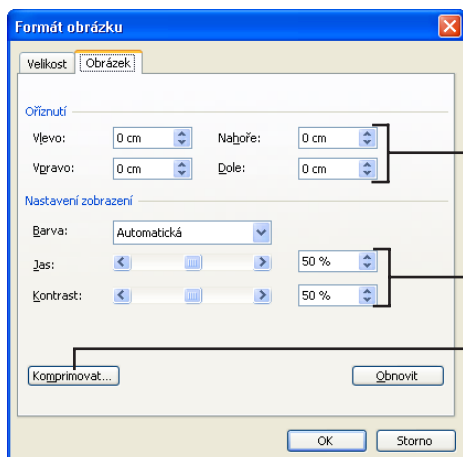 Formát obrázku
Velikost Obrázek
Oříznutí
Vlevo: 0 cm Nahoře: 0 cm
Vpravo: 0 cm Dole: 0 cm
Nastavení zobrazení
Barva: Automatická
Jas: 50 %
Kontrast: 50 %
Komprimovat... Obnovit
OK Storno